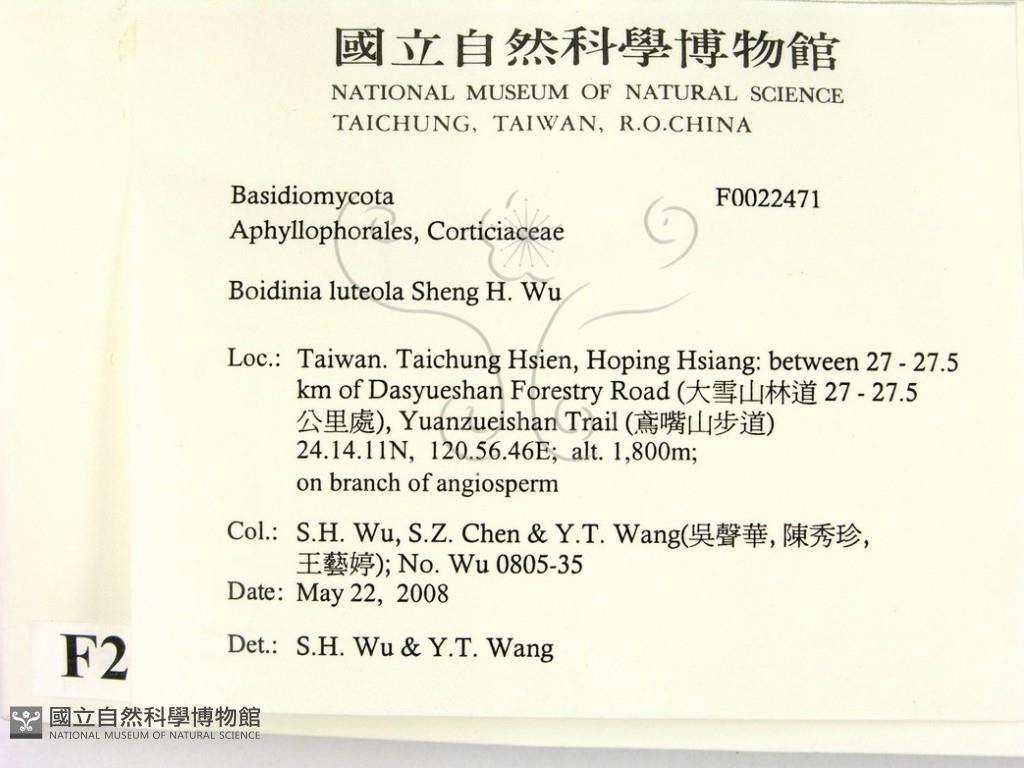 國立自然科學博物館
NATIONAL MUSEUM OF NATURAL SCIENCE
TAICHUNG, TAIWAN, R.O.CHINA
Basidiomycota F0022471
Aphyllophorales, Corticiaceae
Boidinia luteola Sheng H. Wu
Loc.: Taiwan. Taichung Hsien, Hoping Hsiang: between 27 - 27.5
km of Dasyueshan Forestry Road (大雪山林道 27 - 27.5
公里處), Yuanzueishan Trail (鳶嘴山步道)
24.14.11N, 120.56.46E; alt. 1,800m;
on branch of angiosperm
Col.: S.H. Wu, S.Z. Chen & Y.T. Wang(吳聲華, 陳秀珍,
王藝婷); No. Wu 0805-35
Date: May 22, 2008
Det.: S.H. Wu & Y.T. Wang
F2
國立自然科學博物館
NATIONAL MUSEUM OF NATURAL SCIENCE